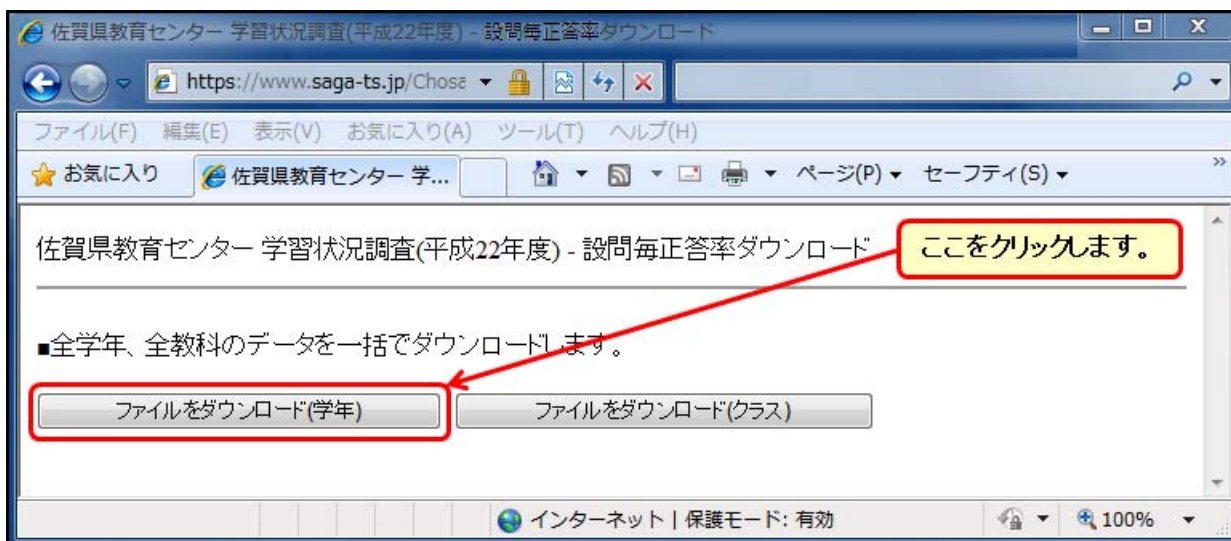 佐賀県教育センター 学習状況調査(平成22年度) - 設問毎正答率ダウンロード
https://www.saga-ts.jp/Chosa
ファイル(F) 編集(E) 表示(V) お気に入り(A) ツール(T) ヘルプ(H)
お気に入り 佐賀県教育センター 学... ページ(P) セーフティ(S) »
佐賀県教育センター 学習状況調査(平成22年度) - 設問毎正答率ダウンロード
ここをクリックします。
■全学年、全教科のデータを一括でダウンロードします。
ファイルをダウンロード(学年) ファイルをダウンロード(クラス)
インターネット | 保護モード: 有効 100%